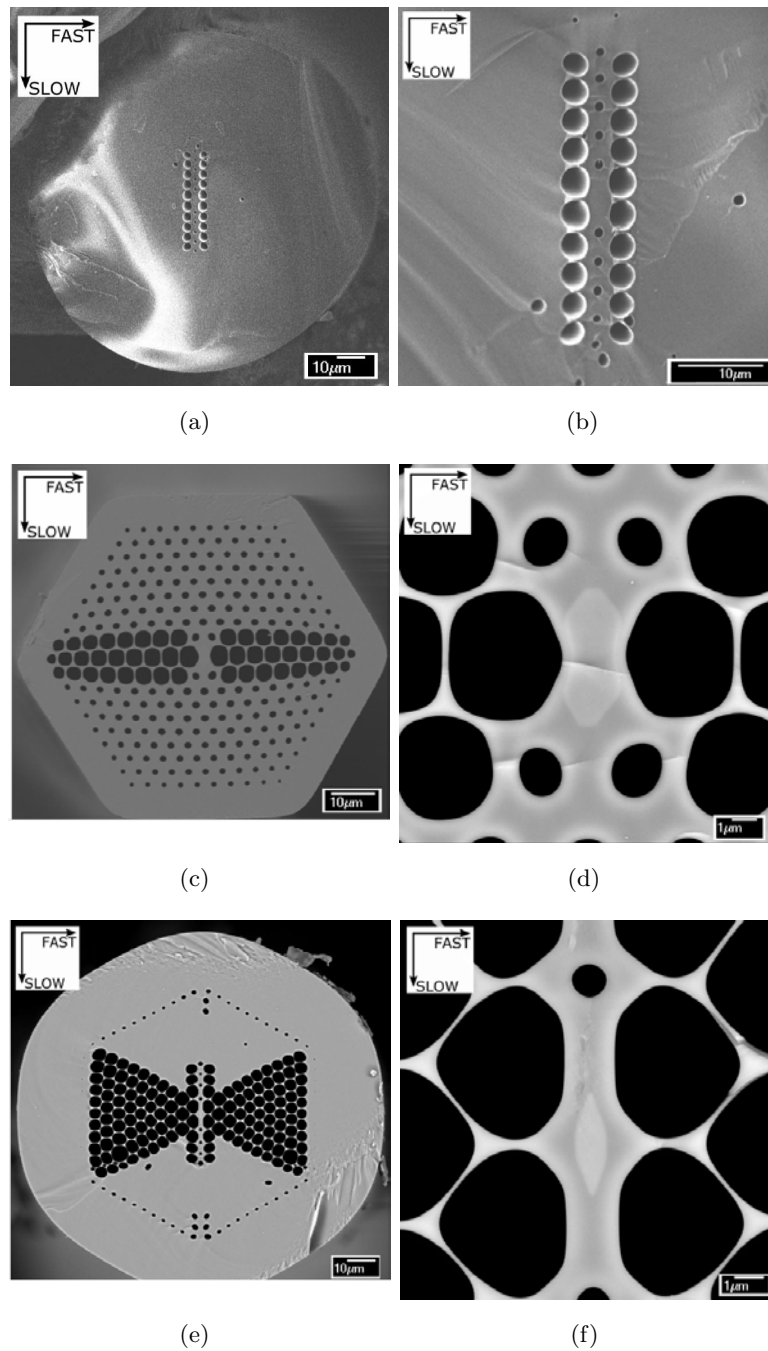 FAST
SLOW
10μm
(a)
FAST
SLOW
10μm
(b)
FAST
SLOW
10μm
(c)
FAST
SLOW
1μm
(d)
FAST
SLOW
10μm
(e)
FAST
SLOW
1μm
(f)